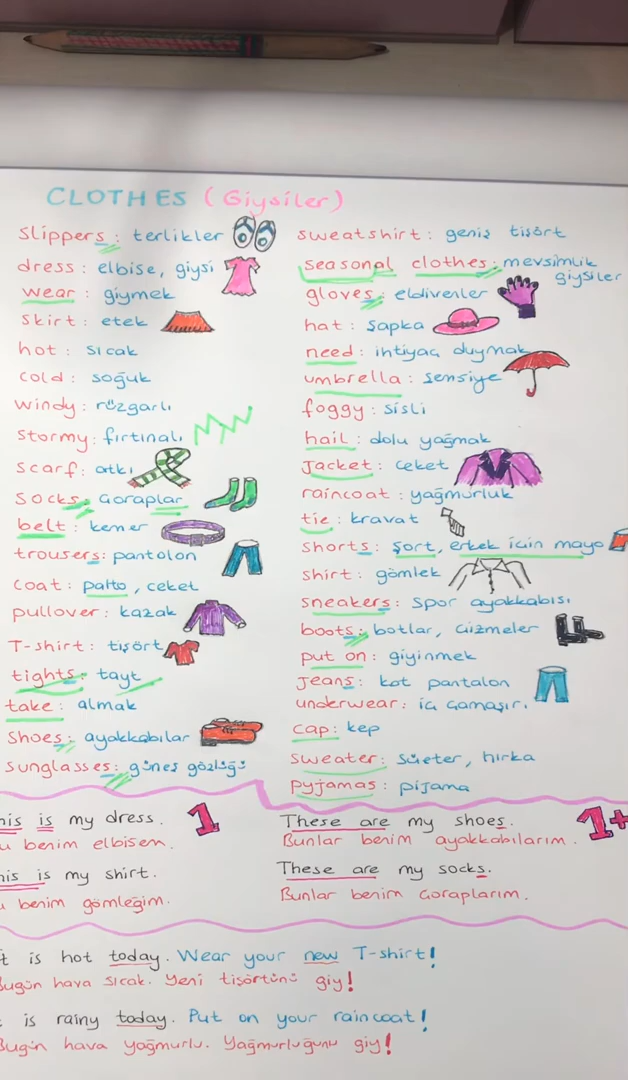 CLOTHES (Giysiler)
slippers : terlikler
dress : elbise, giysi
wear : giymek
skirt : etek
hot : sıcak
cold : soğuk
windy : rüzgarlı
stormy : fırtınalı
scarf : atkı
socks : çoraplar
belt : kemer
trousers : pantolon
coat : palto, ceket
pullover : kazak
T-shirt : tişört
tights : tayt
take : almak
shoes : ayakkabılar
sunglasses : güneş gözlüğü
sweatshirt : geniş tişört
seasonal clothes : mevsimlik
giysiler
gloves : eldivenler
hat : şapka
need : ihtiyaç duymak
umbrella : şemsiye
foggy : sisli
hail : dolu yağmak
Jacket : ceket
raincoat : yağmurluk
tie : kravat
shorts : şort, erkek için mayo
shirt : gömlek
sneakers : spor ayakkabısı
boots : botlar, çizmeler
put on : giyinmek
jeans : kot pantolon
underwear : iç çamaşırı
cap : kep
sweater : süeter, hırka
pyjamas : pijama
his is my dress.
u benim elbisem.
his is my shirt.
u benim gömleğim.
1
These are my shoes.
Bunlar benim ayakkabılarım.
These are my socks.
Bunlar benim çoraplarım.
1+
t is hot today. Wear your new T-shirt!
Bugün hava sıcak. Yeni tişörtünü giy!
t is rainy today. Put on your raincoat!
Bugün hava yağmurlu. Yağmurluğunu giy!